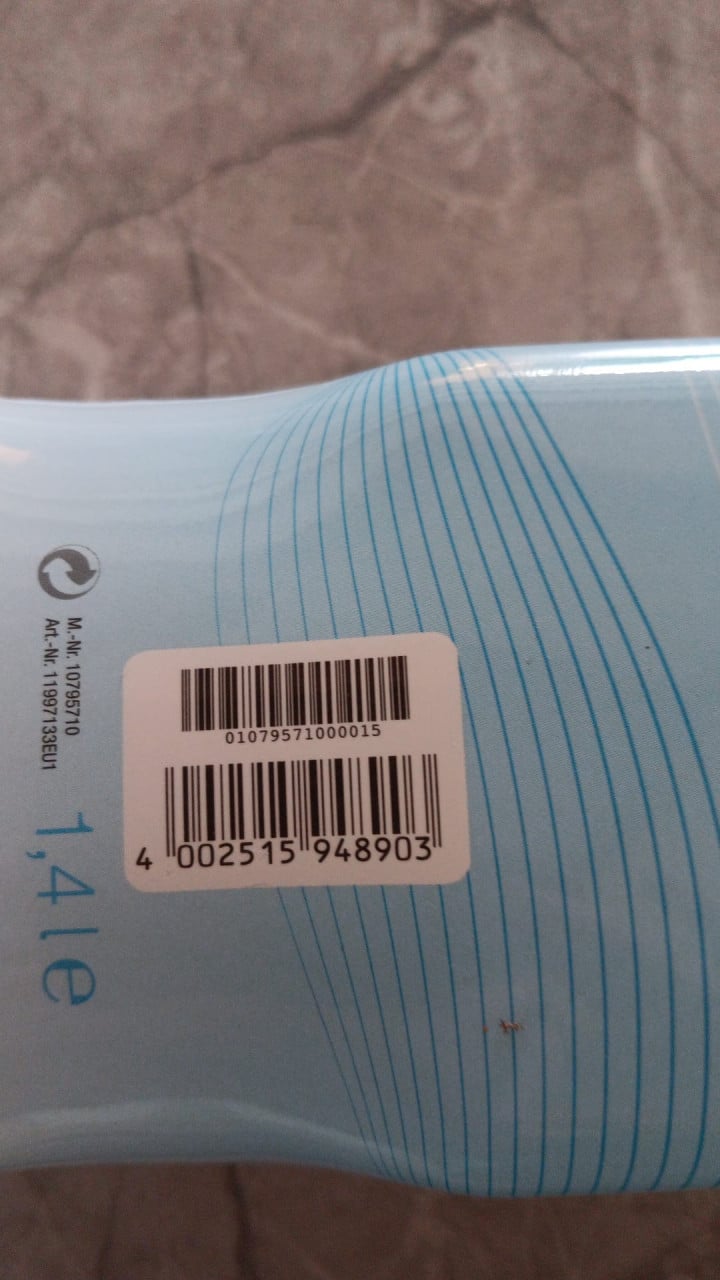 M.-Nr. 10795710
Art.-Nr. 11997133EU1
1,4 l e
01079571000015
4 002515 948903